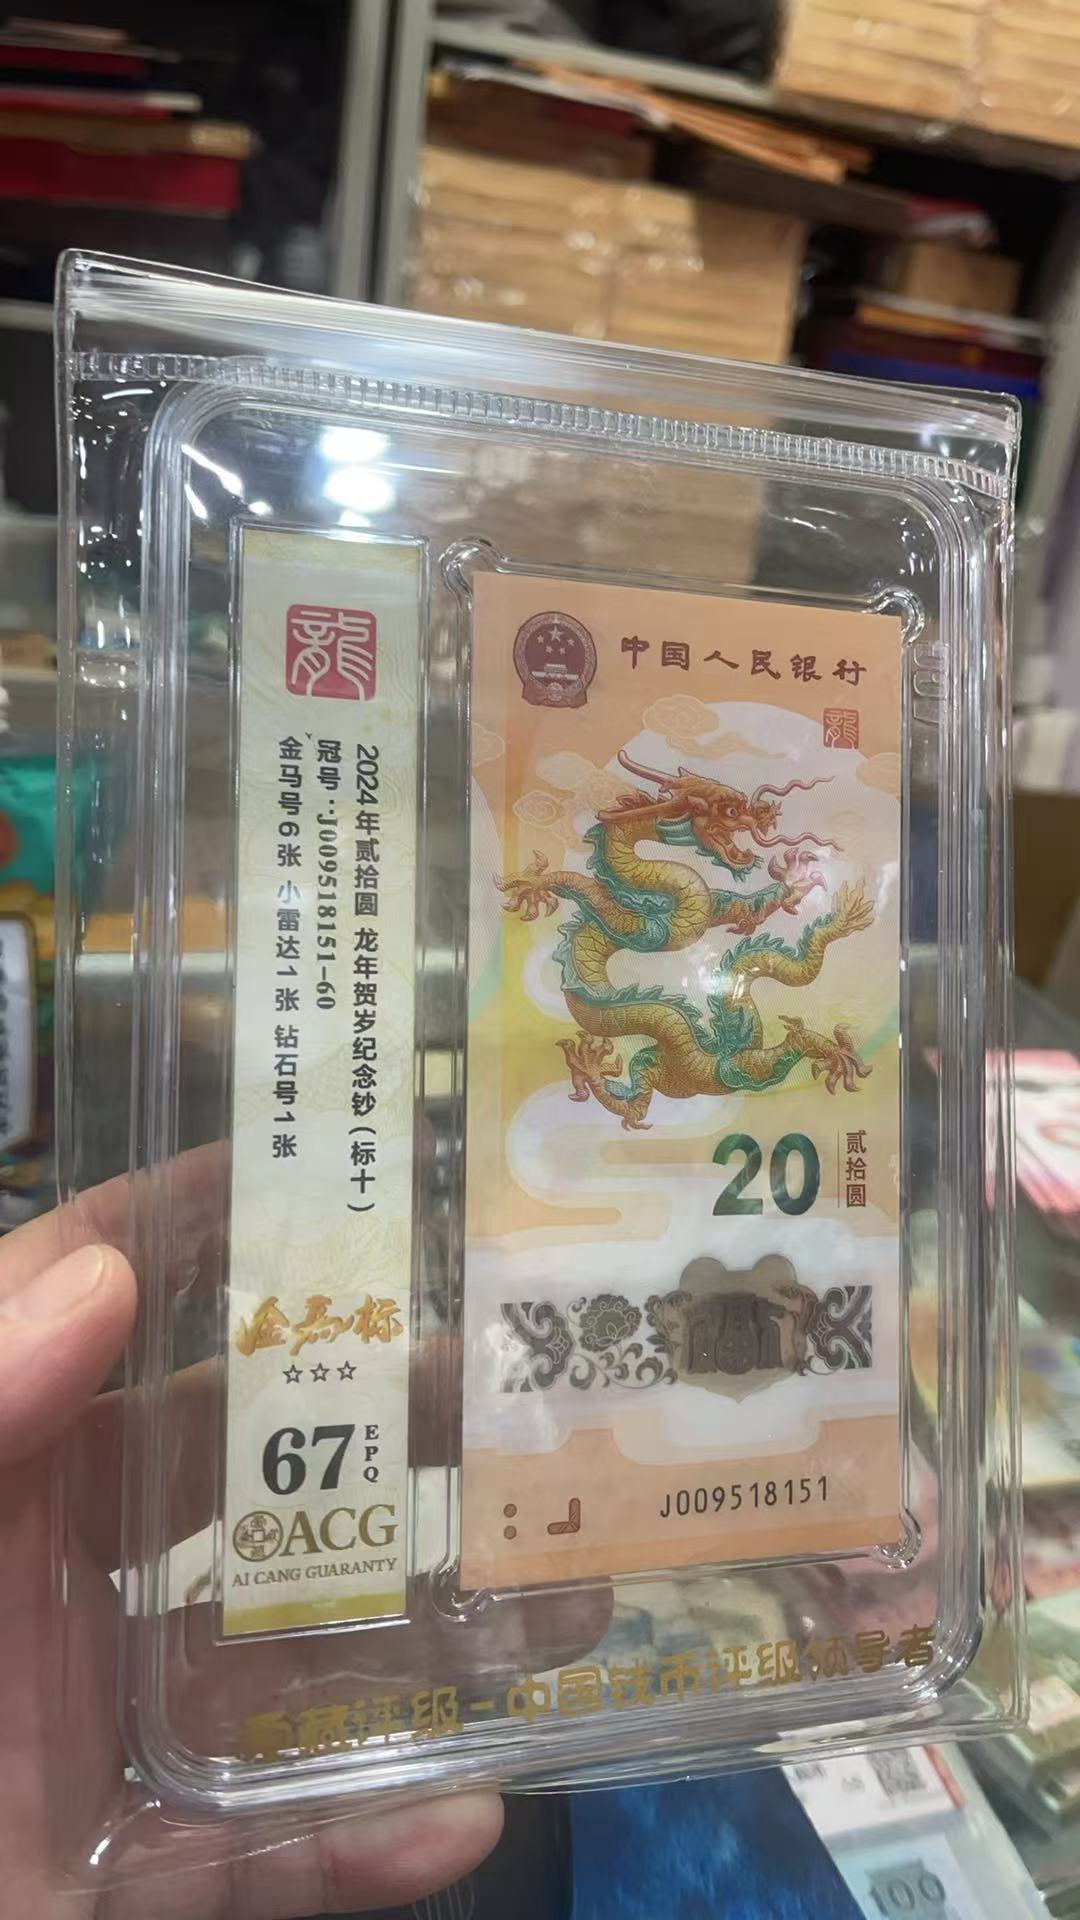 龍
2024年贰拾圆 龙年贺岁纪念钞(标十)
冠号:J009518151-60
金马号6张 小雷达1张 钻石号1张
金马标
☆☆☆
67 EPQ
ACG
AI CANG GUARANTY
中国人民银行
龍
20 贰拾圆
J009518151
藏评级-中国钱币评级领导者
100